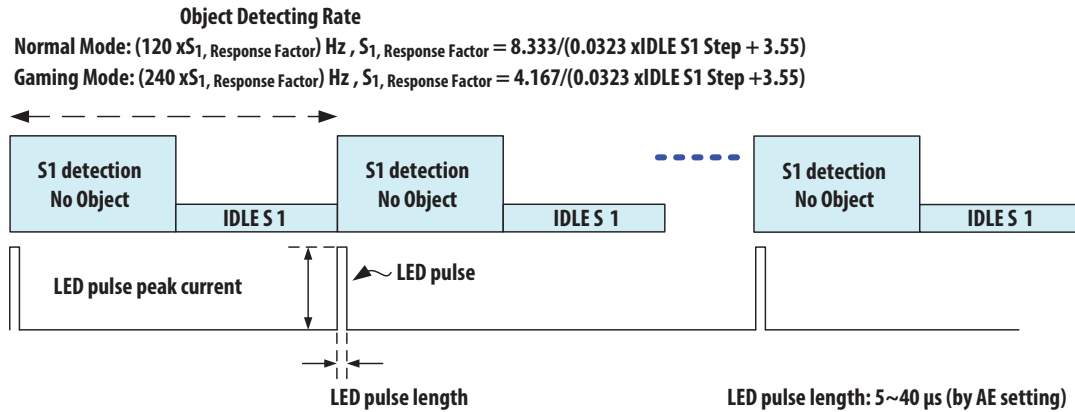 Object Detecting Rate
Normal Mode: (120 xS1, Response Factor) Hz , S1, Response Factor = 8.333/(0.0323 xIDLE S1 Step + 3.55)
Gaming Mode: (240 xS1, Response Factor) Hz , S1, Response Factor = 4.167/(0.0323 xIDLE S1 Step +3.55)
S1 detection
No Object
IDLE S 1
S1 detection
No Object
IDLE S 1
S1 detection
No Object
IDLE S 1
LED pulse peak current
LED pulse
LED pulse length
LED pulse length: 5~40 µs (by AE setting)